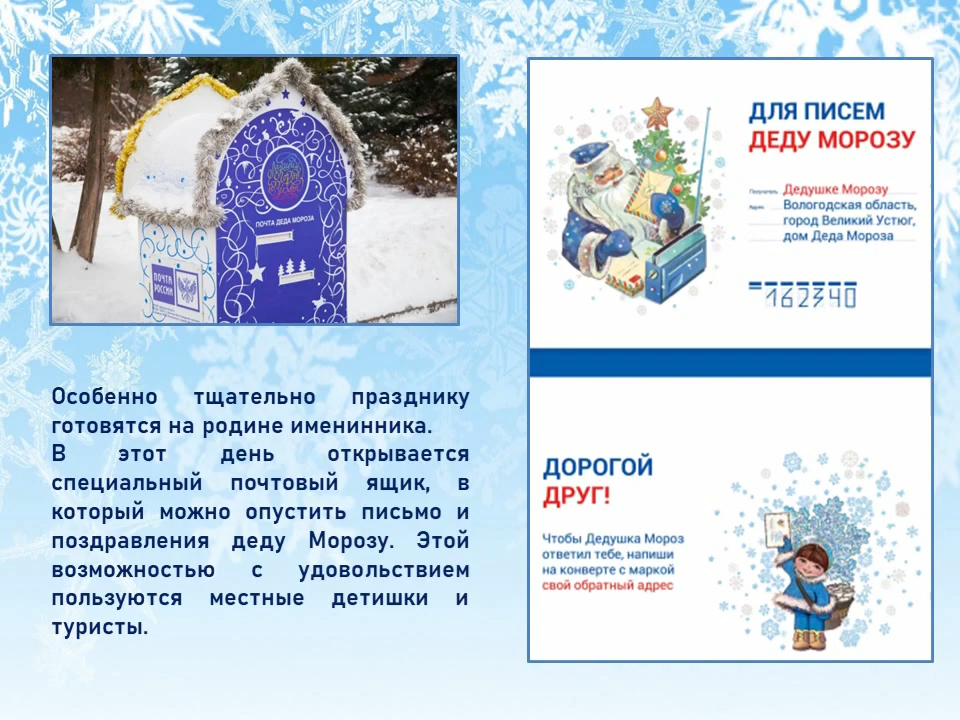 ПОЧТА ДЕДА МОРОЗА
ПОЧТА
РОССИИ
Особенно тщательно празднику
готовятся на родине именинника.
В этот день открывается
специальный почтовый ящик, в
который можно опустить письмо и
поздравления деду Морозу. Этой
возможностью с удовольствием
пользуются местные детишки и
туристы.
ДЛЯ ПИСЕМ
ДЕДУ МОРОЗУ
Получатель Дедушке Морозу
Адрес Вологодская область,
город Великий Устюг,
дом Деда Мороза
162340
ДОРОГОЙ
ДРУГ!
Чтобы Дедушка Мороз
ответил тебе, напиши
на конверте с маркой
свой обратный адрес